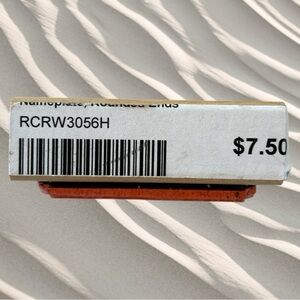 Nameplate, Rounded Ends
RCRW3056H
$7.50